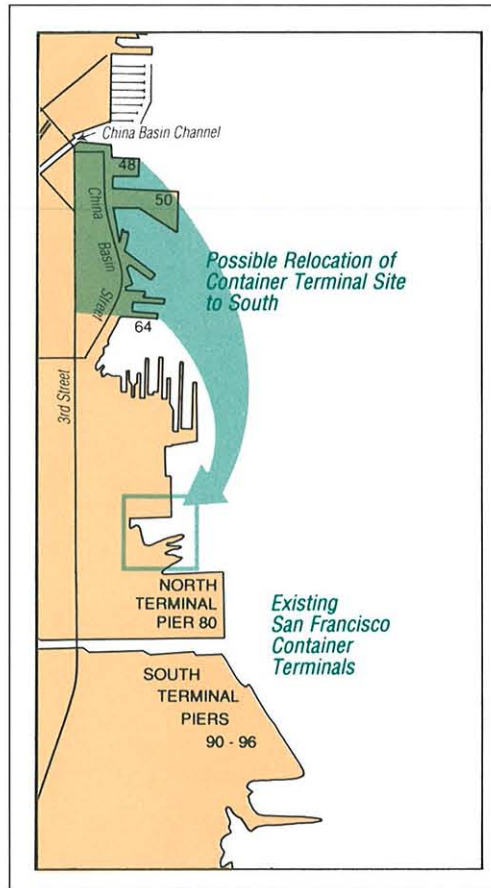 China Basin Channel
48
50
China Basin Street
Possible Relocation of
Container Terminal Site
to South
64
3rd Street
NORTH
TERMINAL
PIER 80
Existing
San Francisco
Container
Terminals
SOUTH
TERMINAL
PIERS
90 - 96